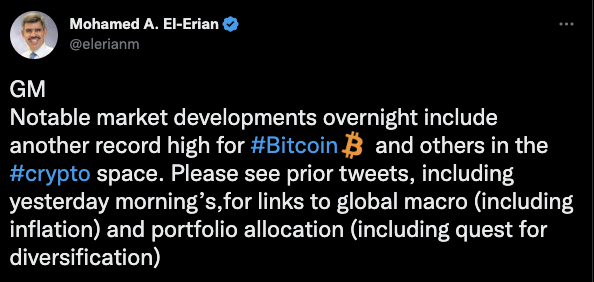 Mohamed A. El-Erian
@elerianm
GM
Notable market developments overnight include
another record high for #Bitcoin and others in the
#crypto space. Please see prior tweets, including
yesterday morning's,for links to global macro (including
inflation) and portfolio allocation (including quest for
diversification)